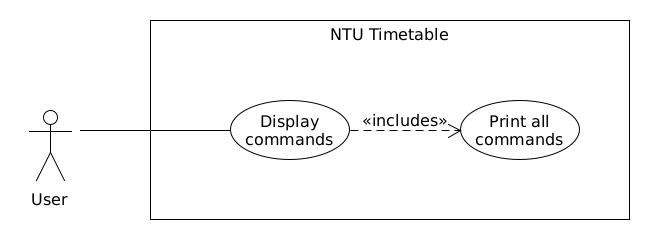 NTU Timetable
Display
commands
«includes»
Print all
commands
User